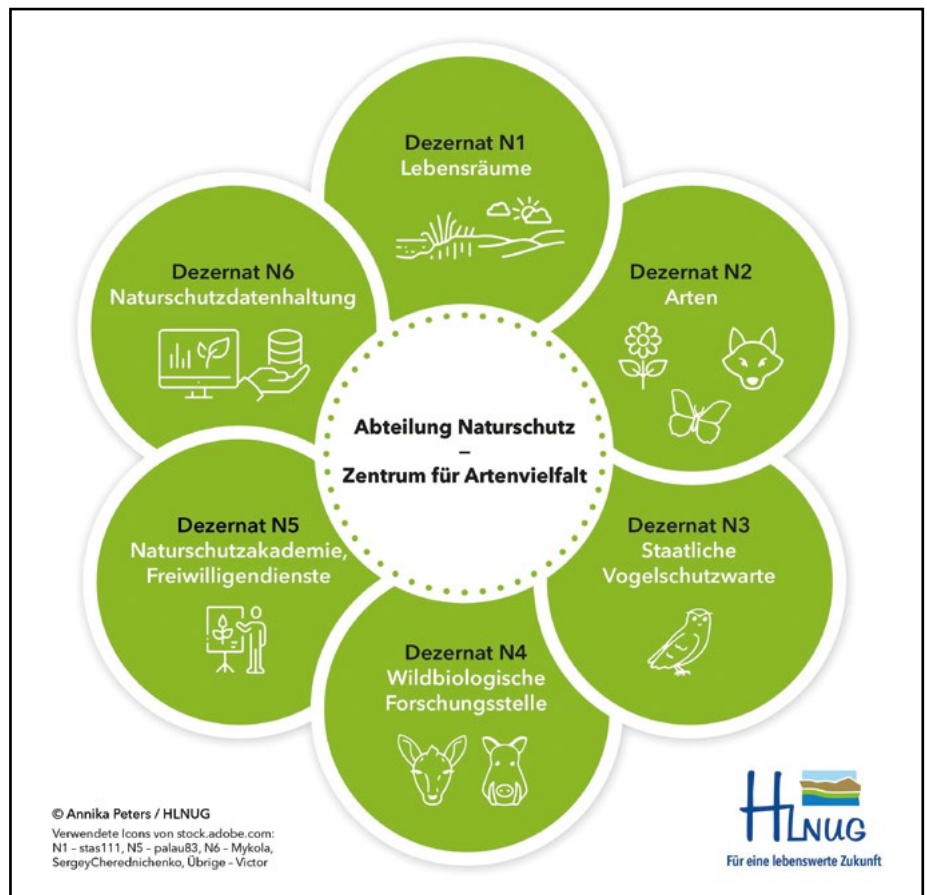 Dezernat N1
Lebensräume
Dezernat N6
Naturschutzdatenhaltung
Dezernat N2
Arten
Abteilung Naturschutz
–
Zentrum für Artenvielfalt
Dezernat N5
Naturschutzakademie,
Freiwilligendienste
Dezernat N3
Staatliche
Vogelschutzwarte
Dezernat N4
Wildbiologische
Forschungsstelle
© Annika Peters / HLNUG
Verwendete Icons von stock.adobe.com:
N1 – stas111, N5 – palau83, N6 – Mykola,
SergeyCherednichenko, Übrige – Victor
HLNUG
Für eine lebenswerte Zukunft